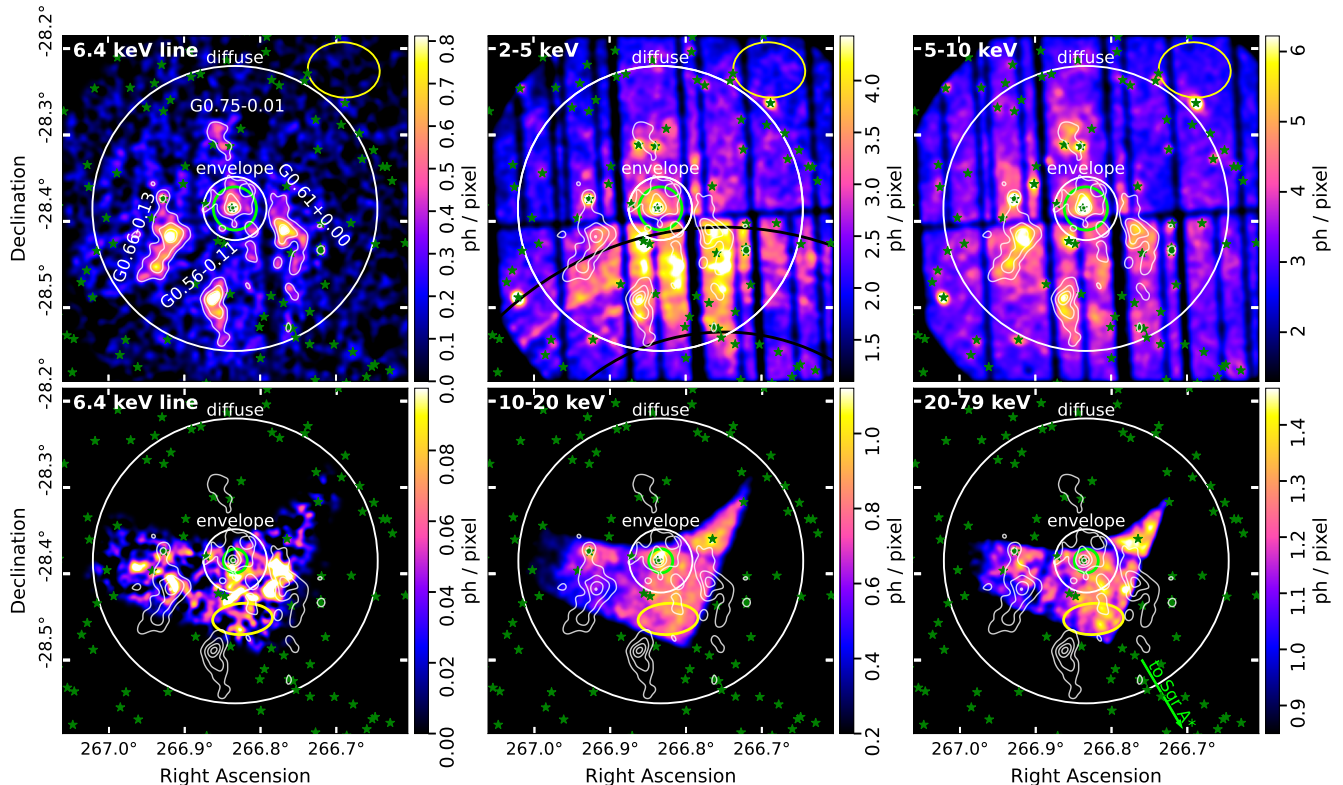 6.4 keV line
diffuse
G0.75-0.01
envelope
G0.61+0.00
G0.66-0.13
G0.56-0.11
Declination
-28.2°
-28.3°
-28.4°
-28.5°
-28.2°
0.8
0.7
0.6
0.5
0.4
0.3
0.2
0.1
0.0
ph / pixel
2-5 keV
diffuse
envelope
4.0
3.5
3.0
2.5
2.0
1.5
ph / pixel
5-10 keV
diffuse
envelope
6
5
4
3
2
ph / pixel
6.4 keV line
diffuse
envelope
Declination
-28.3°
-28.4°
-28.5°
267.0°
266.9°
266.8°
266.7°
Right Ascension
0.08
0.06
0.04
0.02
0.00
ph / pixel
10-20 keV
diffuse
envelope
267.0°
266.9°
266.8°
266.7°
Right Ascension
1.0
0.8
0.6
0.4
0.2
ph / pixel
20-79 keV
diffuse
envelope
to Sgr A*
267.0°
266.9°
266.8°
266.7°
Right Ascension
1.4
1.3
1.2
1.1
1.0
0.9
ph / pixel